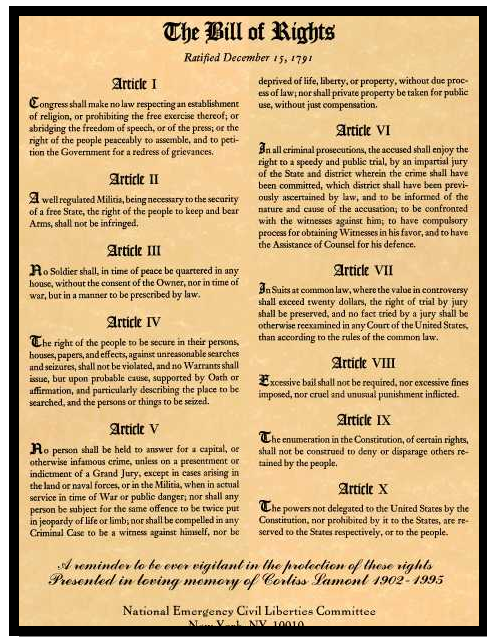 The Bill of Rights
Ratified December 15, 1791
Article I
Congress shall make no law respecting an establishment
of religion, or prohibiting the free exercise thereof; or
abridging the freedom of speech, or of the press; or the
right of the people peaceably to assemble, and to peti-
tion the Government for a redress of grievances.
Article II
A well regulated Militia, being necessary to the security
of a free State, the right of the people to keep and bear
Arms, shall not be infringed.
Article III
No Soldier shall, in time of peace be quartered in any
house, without the consent of the Owner, nor in time of
war, but in a manner to be prescribed by law.
Article IV
The right of the people to be secure in their persons,
houses, papers, and effects, against unreasonable searches
and seizures, shall not be violated, and no Warrants shall
issue, but upon probable cause, supported by Oath or
affirmation, and particularly describing the place to be
searched, and the persons or things to be seized.
Article V
No person shall be held to answer for a capital, or
otherwise infamous crime, unless on a presentment or
indictment of a Grand Jury, except in cases arising in
the land or naval forces, or in the Militia, when in actual
service in time of War or public danger; nor shall any
person be subject for the same offence to be twice put
in jeopardy of life or limb; nor shall be compelled in any
Criminal Case to be a witness against himself, nor be
deprived of life, liberty, or property, without due proc-
ess of law; nor shall private property be taken for public
use, without just compensation.
Article VI
In all criminal prosecutions, the accused shall enjoy the
right to a speedy and public trial, by an impartial jury
of the State and district wherein the crime shall have
been committed, which district shall have been previ-
ously ascertained by law, and to be informed of the
nature and cause of the accusation; to be confronted
with the witnesses against him; to have compulsory
process for obtaining Witnesses in his favor, and to have
the Assistance of Counsel for his defence.
Article VII
In Suits at common law, where the value in controversy
shall exceed twenty dollars, the right of trial by jury
shall be preserved, and no fact tried by a jury shall be
otherwise reexamined in any Court of the United States,
than according to the rules of the common law.
Article VIII
Excessive bail shall not be required, nor excessive fines
imposed, nor cruel and unusual punishment inflicted.
Article IX
The enumeration in the Constitution, of certain rights,
shall not be construed to deny or disparage others re-
tained by the people.
Article X
The powers not delegated to the United States by the
Constitution, nor prohibited by it to the States, are re-
served to the States respectively, or to the people.
A reminder to be ever vigilant in the protection of these rights
Presented in loving memory of Corliss Lamont 1902-1995
National Emergency Civil Liberties Committee
New York, NY 10010